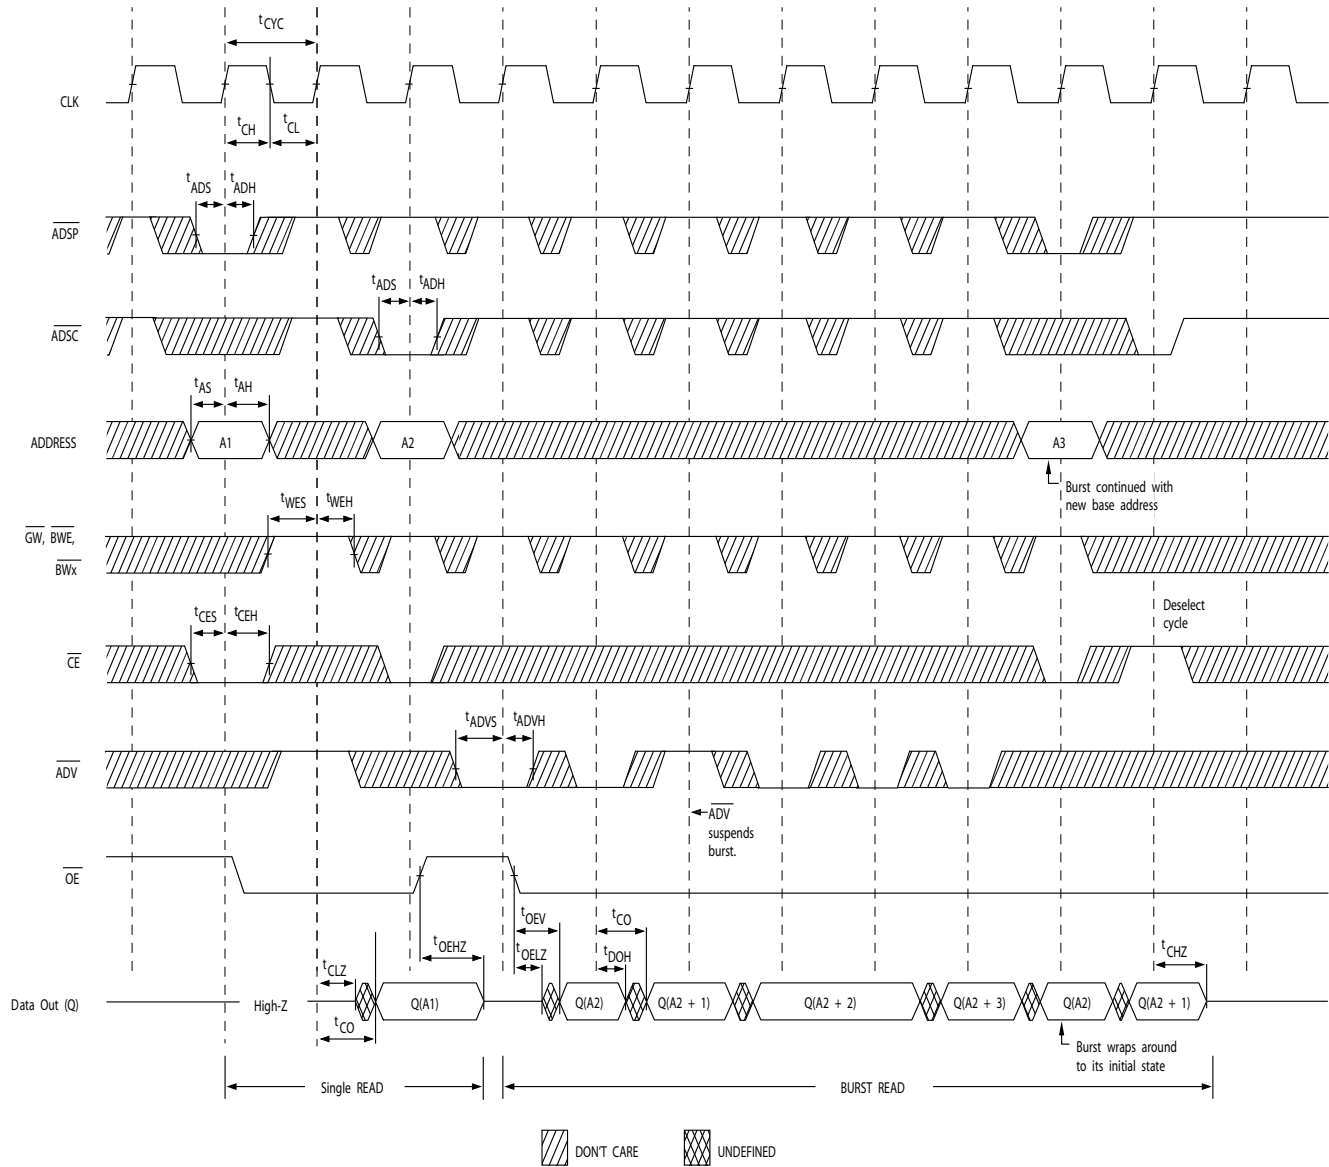 tCYC
CLK
tCH
tCL
tADS
tADH
ADSP
tADS
tADH
ADSC
tAS
tAH
ADDRESS
A1
A2
A3
Burst continued with
new base address
tWES
tWEH
GW, BWE,
BWx
Deselect
cycle
tCES
tCEH
CE
tADVS
tADVH
ADV
ADV
suspends
burst.
OE
tOEV
tCO
tOEHZ
tOELZ
tDOH
tCHZ
tCLZ
Data Out (Q)
High-Z
Q(A1)
Q(A2)
Q(A2 + 1)
Q(A2 + 2)
Q(A2 + 3)
Q(A2)
Q(A2 + 1)
tCO
Burst wraps around
to its initial state
Single READ
BURST READ
DON'T CARE
UNDEFINED